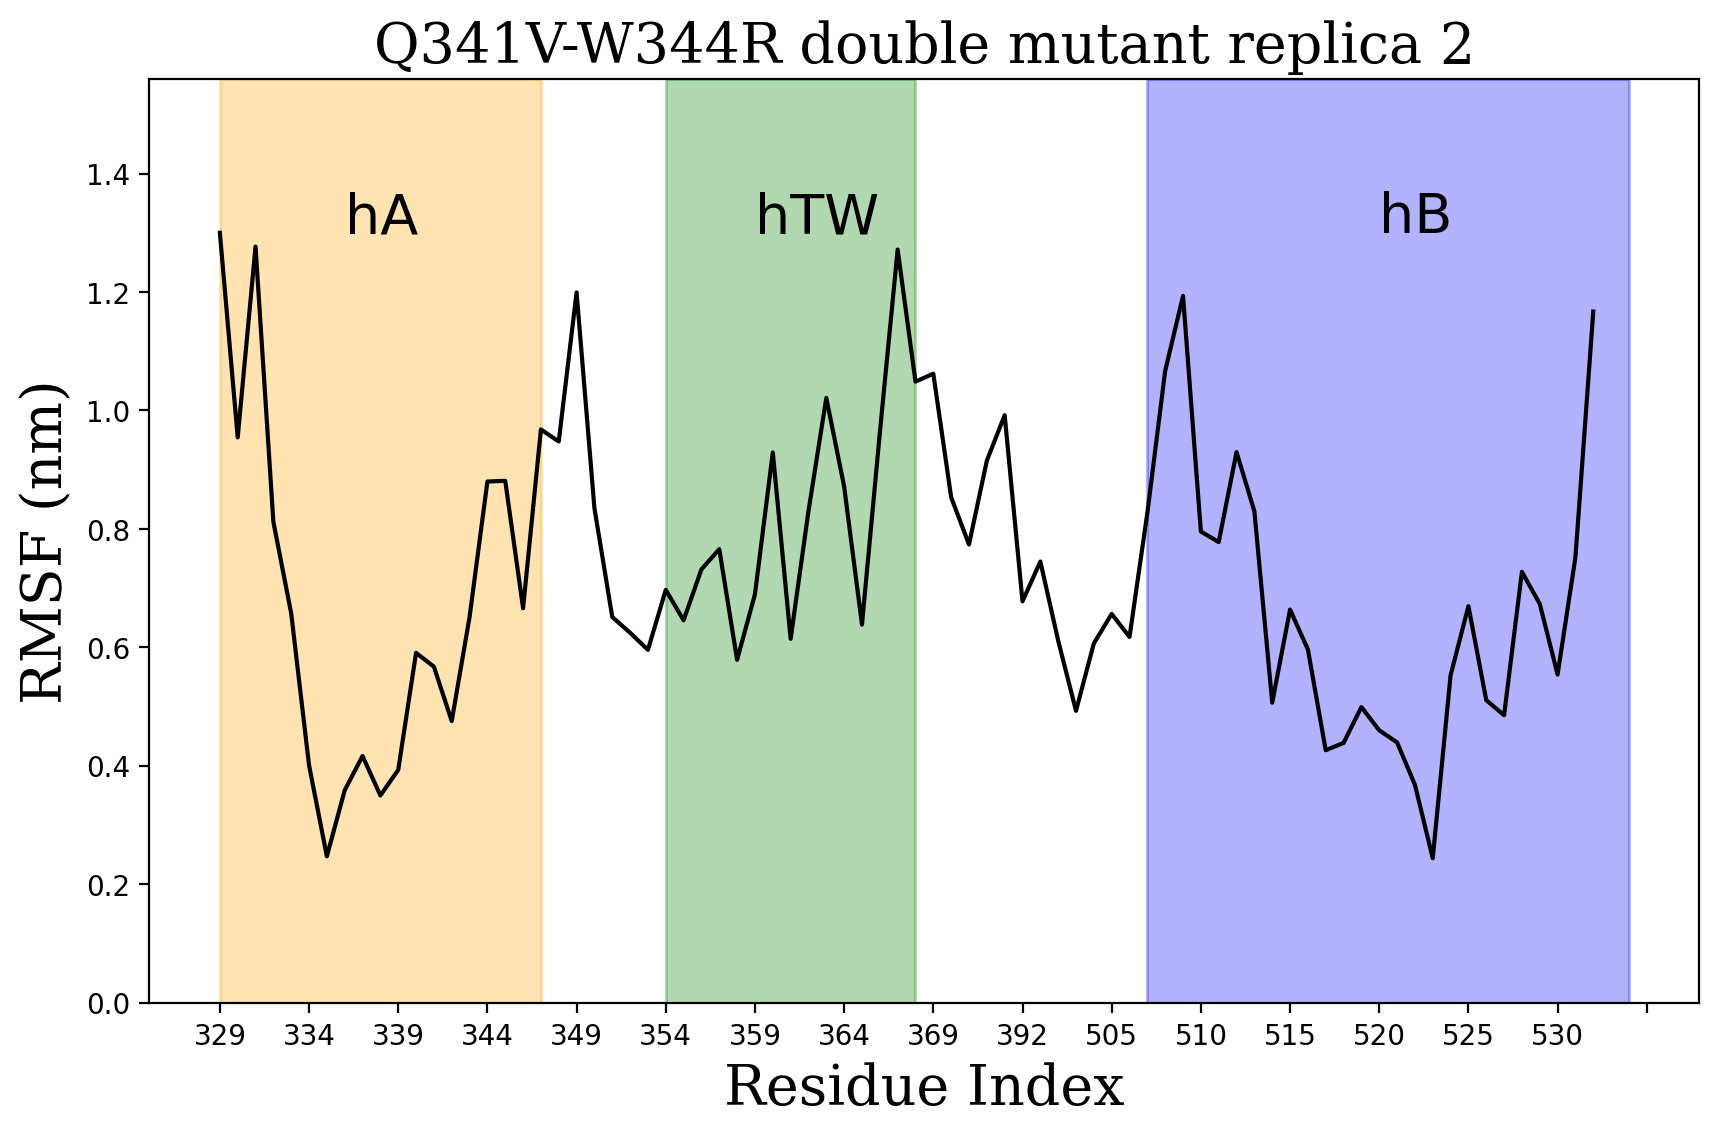 Q341V-W344R double mutant replica 2
hA hTW hB
1.4
1.2
1.0
0.8
0.6
0.4
0.2
0.0
RMSF (nm)
329 334 339 344 349 354 359 364 369 392 505 510 515 520 525 530
Residue Index